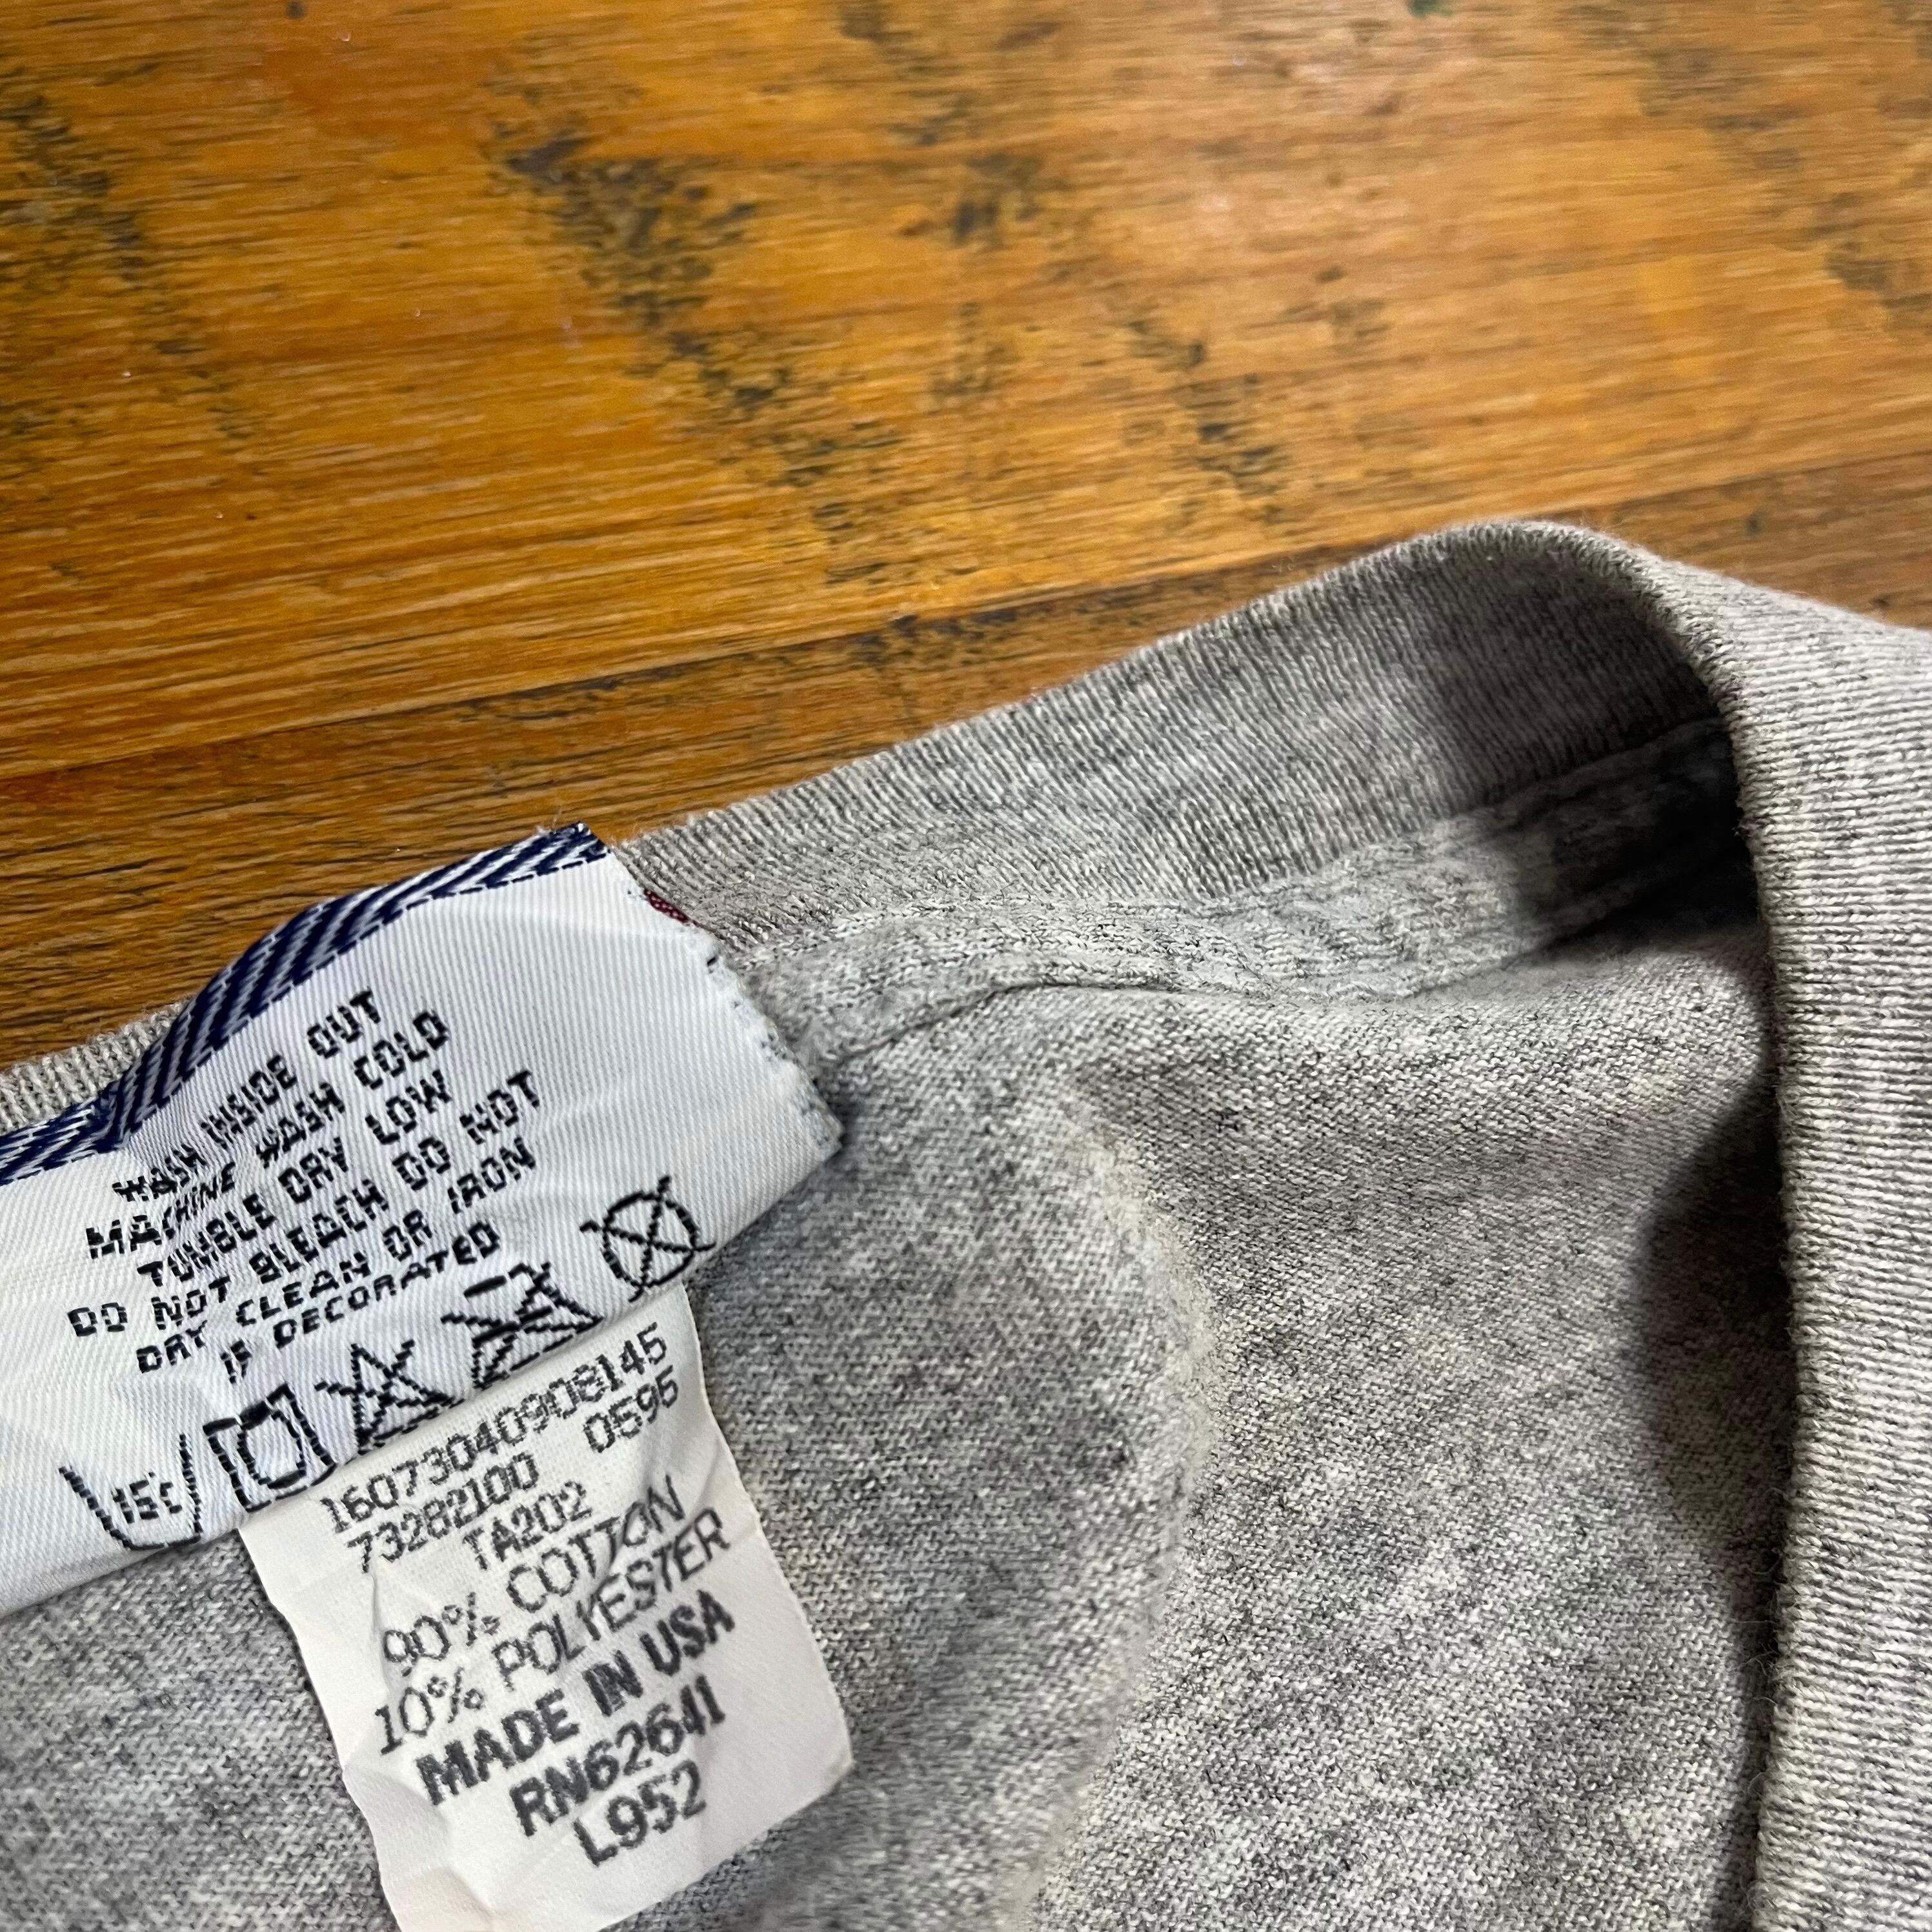 WASH INSIDE OUT
MACHINE WASH COLD
TUMBLE DRY LOW
DO NOT BLEACH DO NOT
DRY CLEAN OR IRON
IF DECORATED
16073040908145
73282100 0595
TA202
90% COTTON
10% POLYESTER
MADE IN USA
RN62641
L952